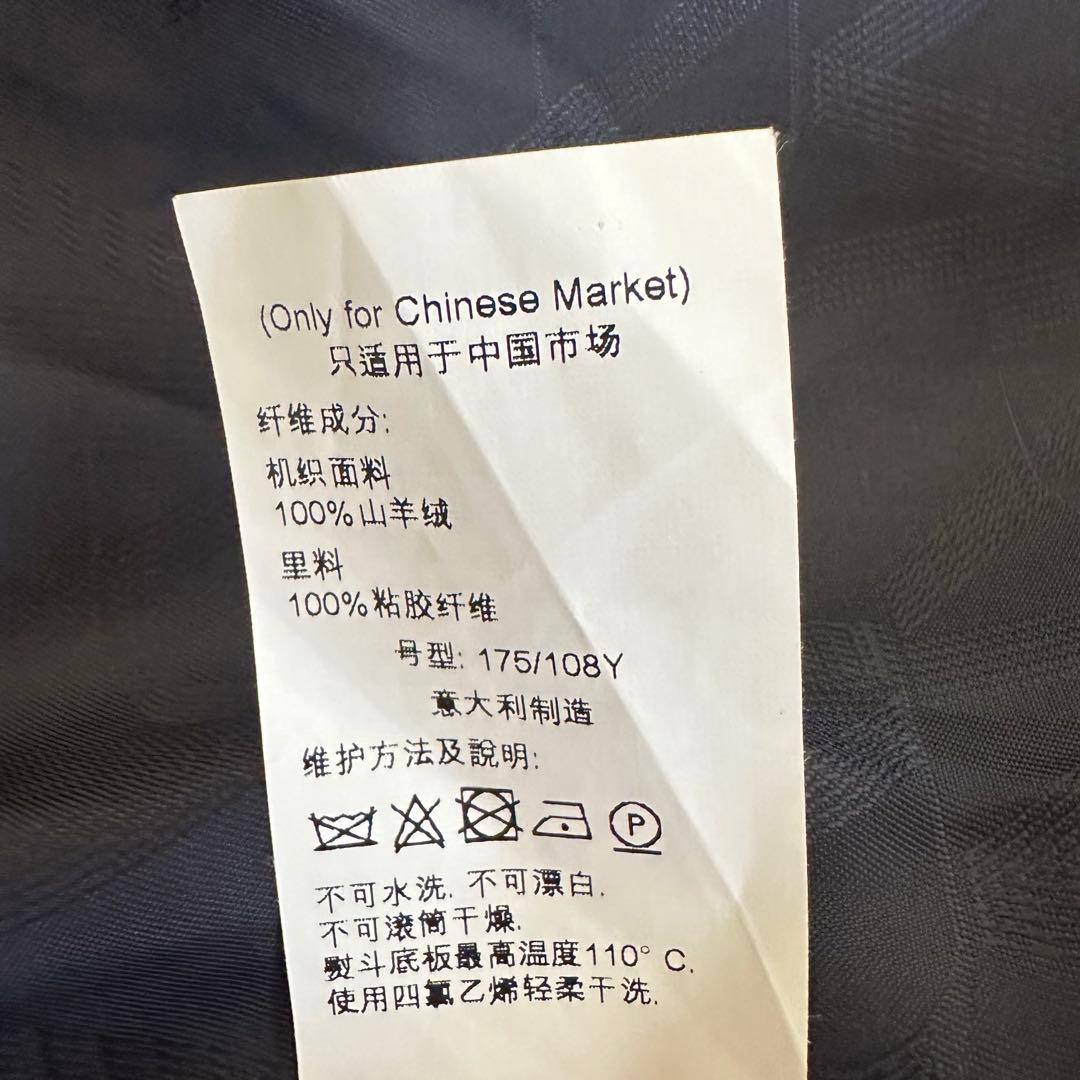 (Only for Chinese Market)
只适用于中国市场
纤维成分:
机织面料
100%山羊绒
里料
100%粘胶纤维
号型: 175/108Y
意大利制造
维护方法及説明:
P
不可水洗. 不可漂白.
不可滚筒干燥.
熨斗底板最高温度110° C.
使用四氯乙烯轻柔干洗.